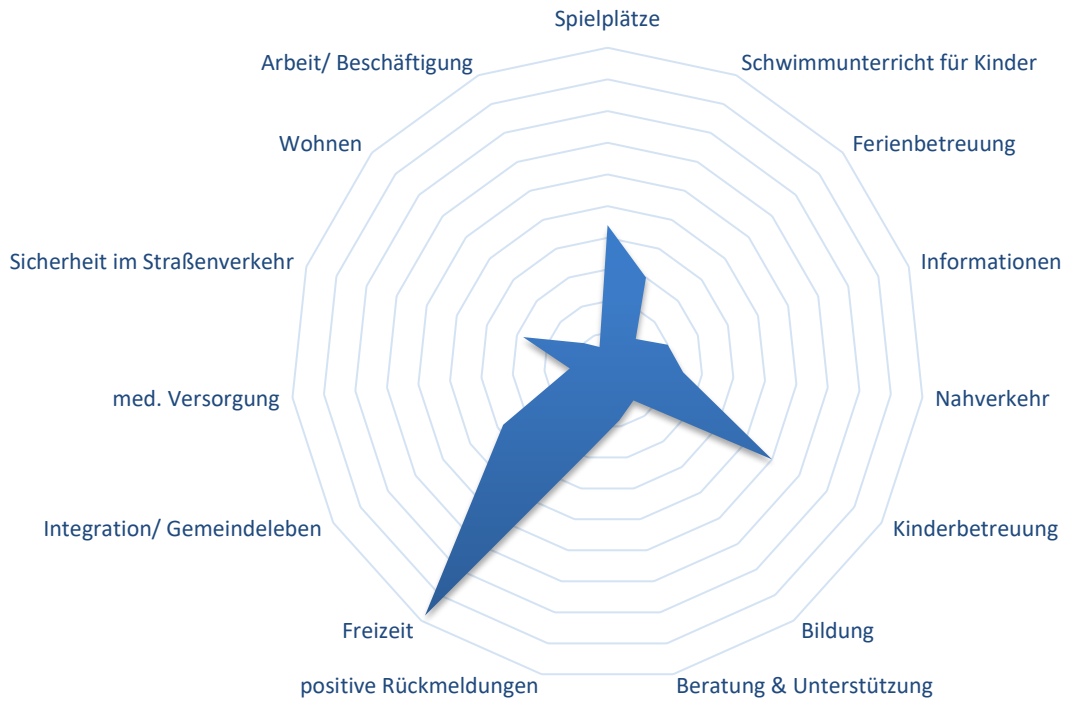 Spielplätze
Schwimmunterricht für Kinder
Ferienbetreuung
Informationen
Nahverkehr
Kinderbetreuung
Bildung
Beratung & Unterstützung
positive Rückmeldungen
Freizeit
Integration/ Gemeindeleben
med. Versorgung
Sicherheit im Straßenverkehr
Wohnen
Arbeit/ Beschäftigung